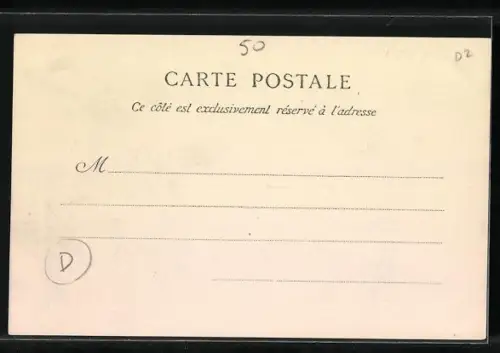 50
D2
CARTE POSTALE
Ce côté est exclusivement réservé à l'adresse
M
D